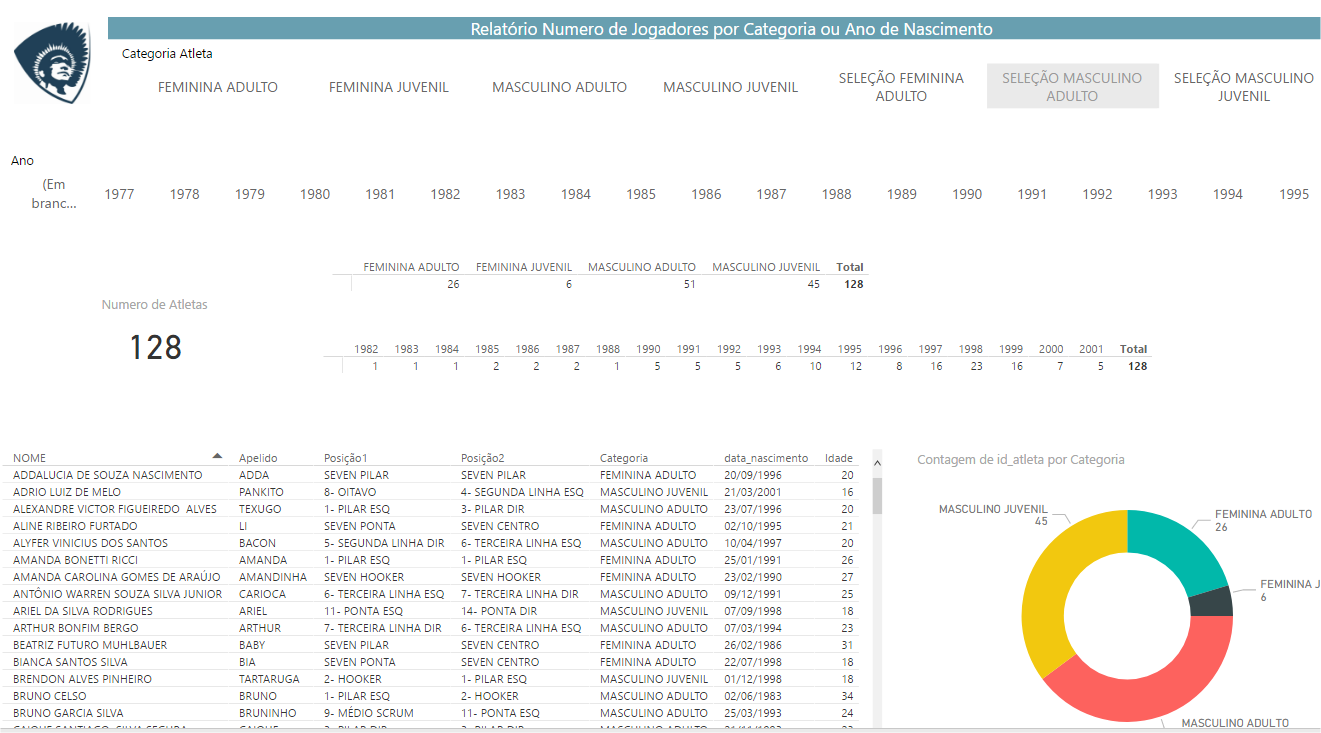 Relatório Numero de Jogadores por Categoria ou Ano de Nascimento
Categoria Atleta
FEMININA ADULTO
FEMININA JUVENIL
MASCULINO ADULTO
MASCULINO JUVENIL
SELEÇÃO FEMININA
ADULTO
SELEÇÃO MASCULINO
ADULTO
SELEÇÃO MASCULINO
JUVENIL
Ano
(Em
branc...
1977 1978 1979 1980 1981 1982 1983 1984 1985 1986 1987 1988 1989 1990 1991 1992 1993 1994 1995
FEMININA ADULTO FEMININA JUVENIL MASCULINO ADULTO MASCULINO JUVENIL Total
26 6 51 45 128
Numero de Atletas
128
1982 1983 1984 1985 1986 1987 1988 1990 1991 1992 1993 1994 1995 1996 1997 1998 1999 2000 2001 Total
1 1 1 2 2 2 1 5 5 5 6 10 12 8 16 23 16 7 5 128
NOME Apelido Posição1 Posição2 Categoria data_nascimento Idade
ADDALUCIA DE SOUZA NASCIMENTO ADDA SEVEN PILAR SEVEN PILAR FEMININA ADULTO 20/09/1996 20
ADRIO LUIZ DE MELO PANKITO 8- OITAVO 4- SEGUNDA LINHA ESQ MASCULINO JUVENIL 21/03/2001 16
ALEXANDRE VICTOR FIGUEIREDO ALVES TEXUGO 1- PILAR ESQ 3- PILAR DIR MASCULINO ADULTO 23/07/1996 20
ALINE RIBEIRO FURTADO LI SEVEN PONTA SEVEN CENTRO FEMININA ADULTO 02/10/1995 21
ALYFER VINICIUS DOS SANTOS BACON 5- SEGUNDA LINHA DIR 6- TERCEIRA LINHA ESQ MASCULINO ADULTO 10/04/1997 20
AMANDA BONETTI RICCI AMANDA 1- PILAR ESQ 1- PILAR ESQ FEMININA ADULTO 25/01/1991 26
AMANDA CAROLINA GOMES DE ARAÚJO AMANDINHA SEVEN HOOKER SEVEN HOOKER FEMININA ADULTO 23/02/1990 27
ANTÔNIO WARREN SOUZA SILVA JUNIOR CARIOCA 6- TERCEIRA LINHA ESQ 7- TERCEIRA LINHA DIR MASCULINO ADULTO 09/12/1991 25
ARIEL DA SILVA RODRIGUES ARIEL 11- PONTA ESQ 14- PONTA DIR MASCULINO JUVENIL 07/09/1998 18
ARTHUR BONFIM BERGO ARTHUR 7- TERCEIRA LINHA DIR 6- TERCEIRA LINHA ESQ MASCULINO ADULTO 07/03/1994 23
BEATRIZ FUTURO MUHLBAUER BABY SEVEN PILAR SEVEN CENTRO FEMININA ADULTO 26/02/1986 31
BIANCA SANTOS SILVA BIA SEVEN PONTA SEVEN CENTRO FEMININA ADULTO 22/07/1998 18
BRENDON ALVES PINHEIRO TARTARUGA 2- HOOKER 1- PILAR ESQ MASCULINO JUVENIL 01/12/1998 18
BRUNO CELSO BRUNO 1- PILAR ESQ 2- HOOKER MASCULINO ADULTO 02/06/1983 34
BRUNO GARCIA SILVA BRUNINHO 9- MÉDIO SCRUM 11- PONTA ESQ MASCULINO ADULTO 25/03/1993 24
Contagem de id_atleta por Categoria
MASCULINO JUVENIL
45
FEMININA ADULTO
26
FEMININA J
6
MASCULINO ADULTO